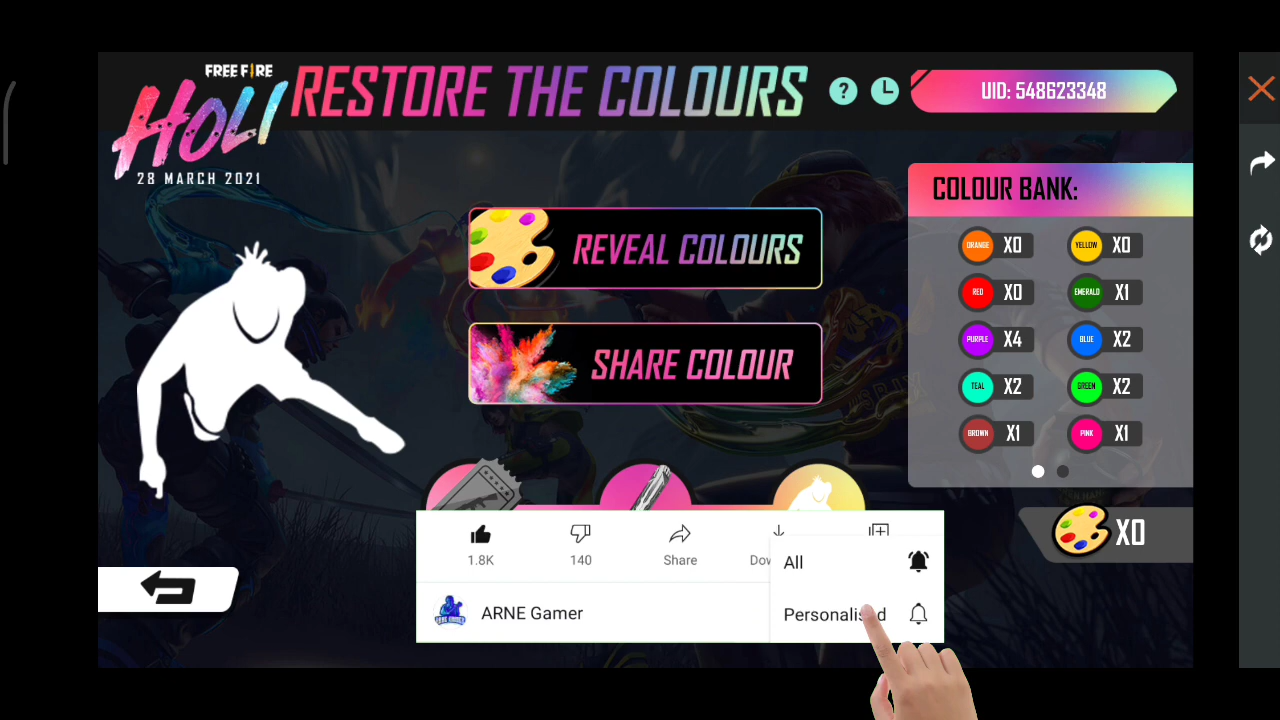 FREE FIRE
HOLI
28 MARCH 2021
RESTORE THE COLOURS
?
UID: 548623348
REVEAL COLOURS
SHARE COLOUR
COLOUR BANK:
ORANGE X0
YELLOW X0
RED X0
EMERALD X1
PURPLE X4
BLUE X2
TEAL X2
GREEN X2
BROWN X1
PINK X1
X0
1.8K
140
Share
All
ARNE Gamer
Personalised